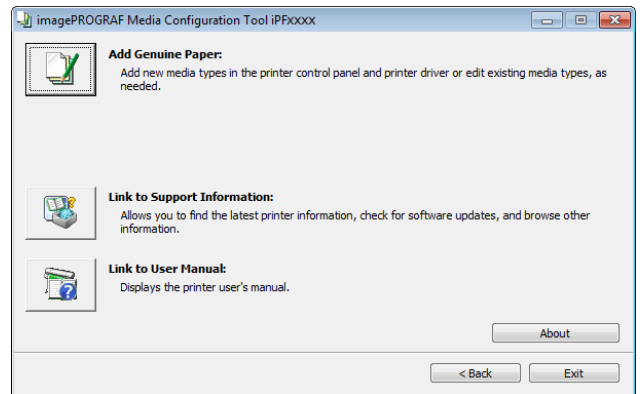 imagePROGRAF Media Configuration Tool iPFxxxx
Add Genuine Paper:
Add new media types in the printer control panel and printer driver or edit existing media types, as
needed.
Link to Support Information:
Allows you to find the latest printer information, check for software updates, and browse other
information.
Link to User Manual:
Displays the printer user's manual.
About
< Back
Exit